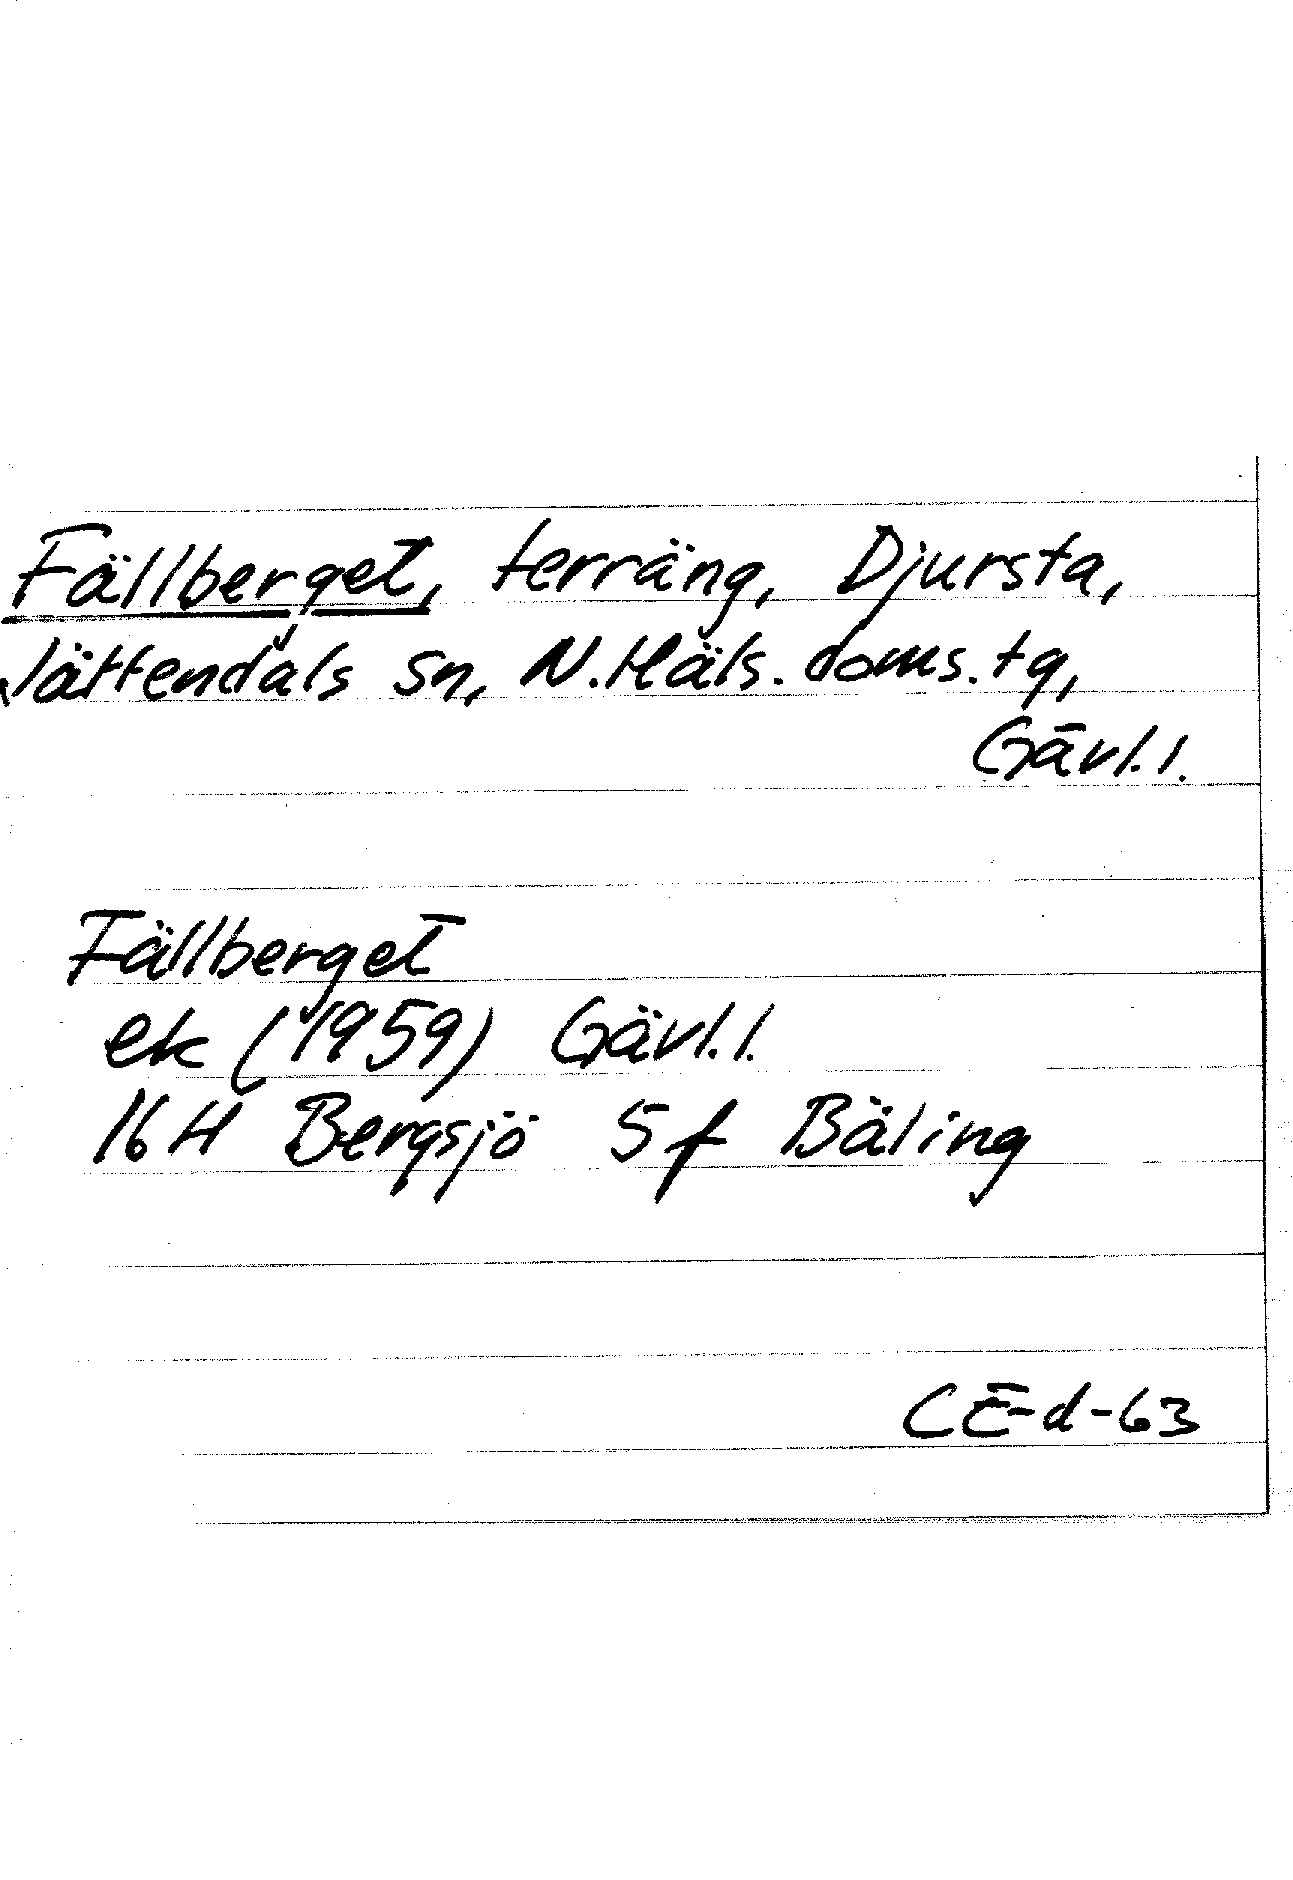 Fällberget, terräng, Djursta,
Jättendals sn, N.Häls. doms.tg,
Gävl.l.
Fällberget
ek (1959) Gävl.l.
16H Bergsjö 5f Bäling
CE-d-63